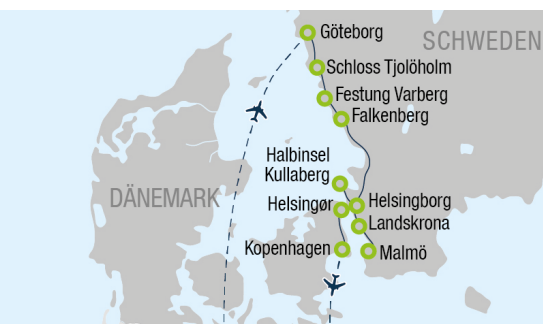 Göteborg
SCHWEDEN
Schloss Tjolöholm
Festung Varberg
Falkenberg
Halbinsel
Kullaberg
DÄNEMARK
Helsingør
Helsingborg
Landskrona
Kopenhagen
Malmö